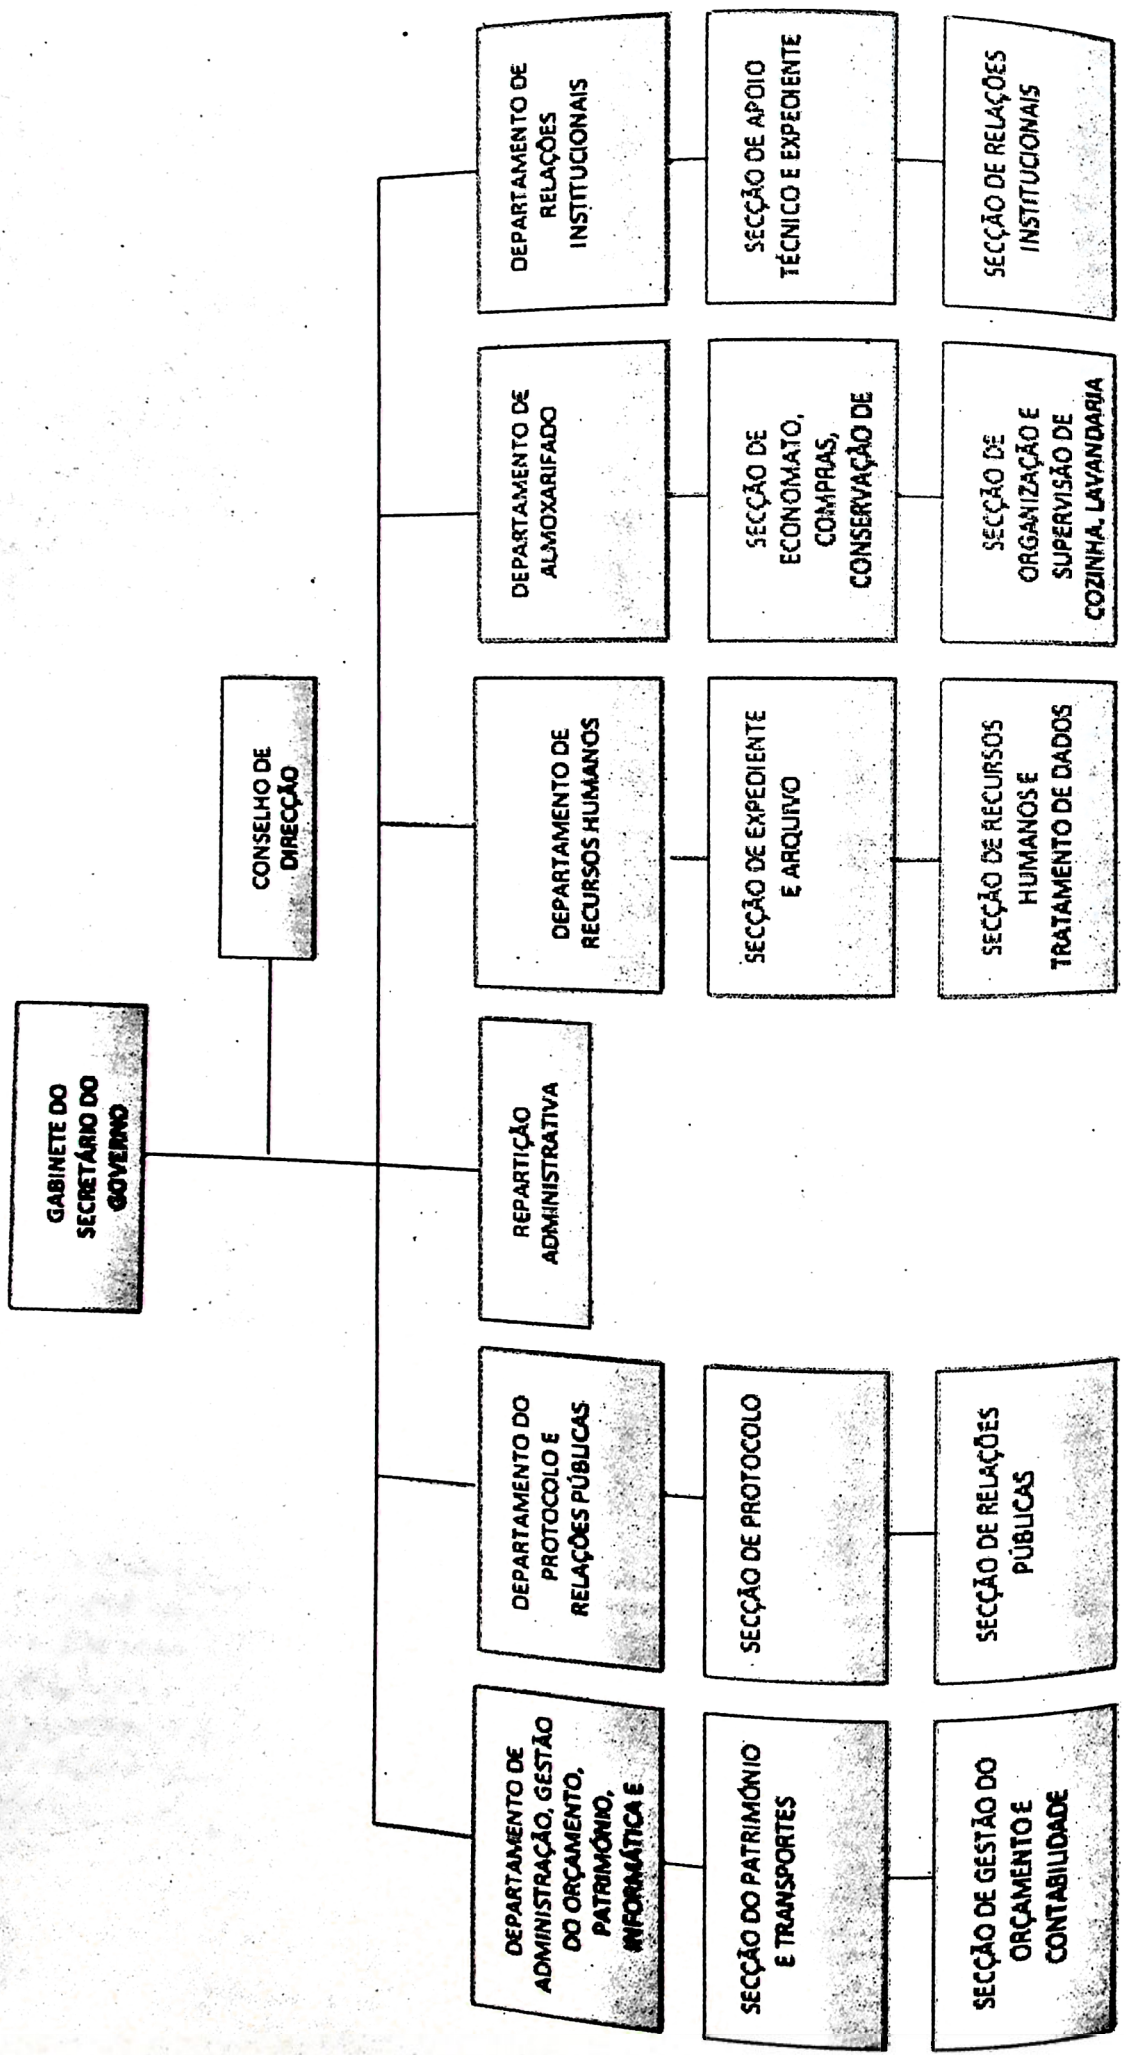 GABINETE DO
SECRETÁRIO DO
GOVERNO
CONSELHO DE
DIRECÇÃO
DEPARTAMENTO DE
ADMINISTRAÇÃO, GESTÃO
DO ORÇAMENTO,
PATRIMÓNIO,
INFORMÁTICA E
DEPARTAMENTO DO
PROTOCOLO E
RELAÇÕES PÚBLICAS
REPARTIÇÃO
ADMINISTRATIVA
DEPARTAMENTO DE
RECURSOS HUMANOS
DEPARTAMENTO DE
ALMOXARIFADO
DEPARTAMENTO DE
RELAÇÕES
INSTITUCIONAIS
SECÇÃO DO PATRIMÓNIO
E TRANSPORTES
SECÇÃO DE PROTOCOLO
SECÇÃO DE EXPEDIENTE
E ARQUIVO
SECÇÃO DE
ECONOMATO,
COMPRAS,
CONSERVAÇÃO DE
SECÇÃO DE APOIO
TÉCNICO E EXPEDIENTE
SECÇÃO DE GESTÃO DO
ORÇAMENTO E
CONTABILIDADE
SECÇÃO DE RELAÇÕES
PÚBLICAS
SECÇÃO DE RECURSOS
HUMANOS E
TRATAMENTO DE DADOS
SECÇÃO DE
ORGANIZAÇÃO E
SUPERVISÃO DE
COZINHA, LAVANDARIA
SECÇÃO DE RELAÇÕES
INSTITUCIONAIS